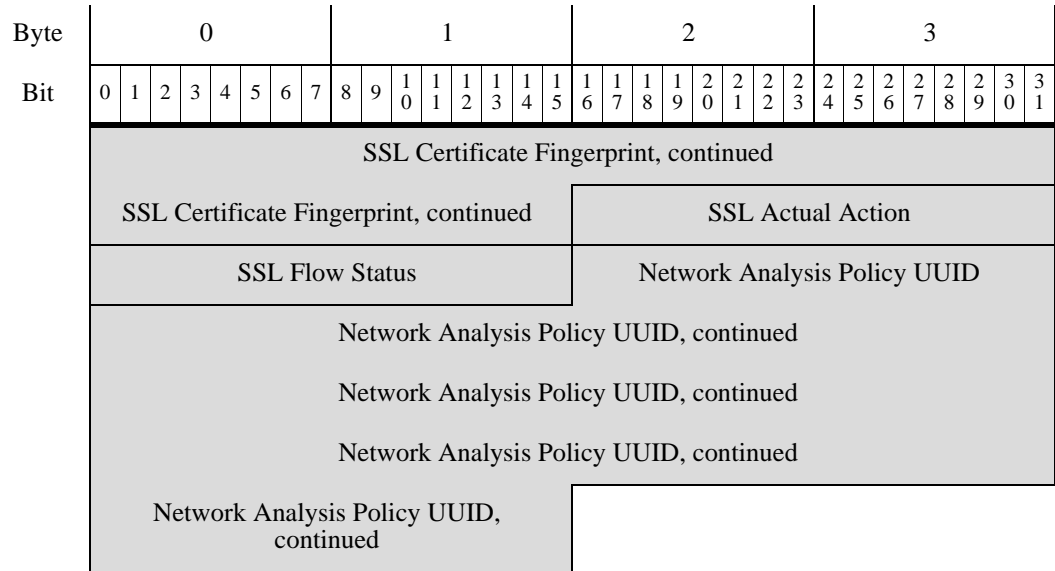 Byte 0 1 2 3
Bit 0 1 2 3 4 5 6 7 8 9 10 11 12 13 14 15 16 17 18 19 20 21 22 23 24 25 26 27 28 29 30 31
SSL Certificate Fingerprint, continued
SSL Certificate Fingerprint, continued SSL Actual Action
SSL Flow Status Network Analysis Policy UUID
Network Analysis Policy UUID, continued
Network Analysis Policy UUID, continued
Network Analysis Policy UUID, continued
Network Analysis Policy UUID,
continued